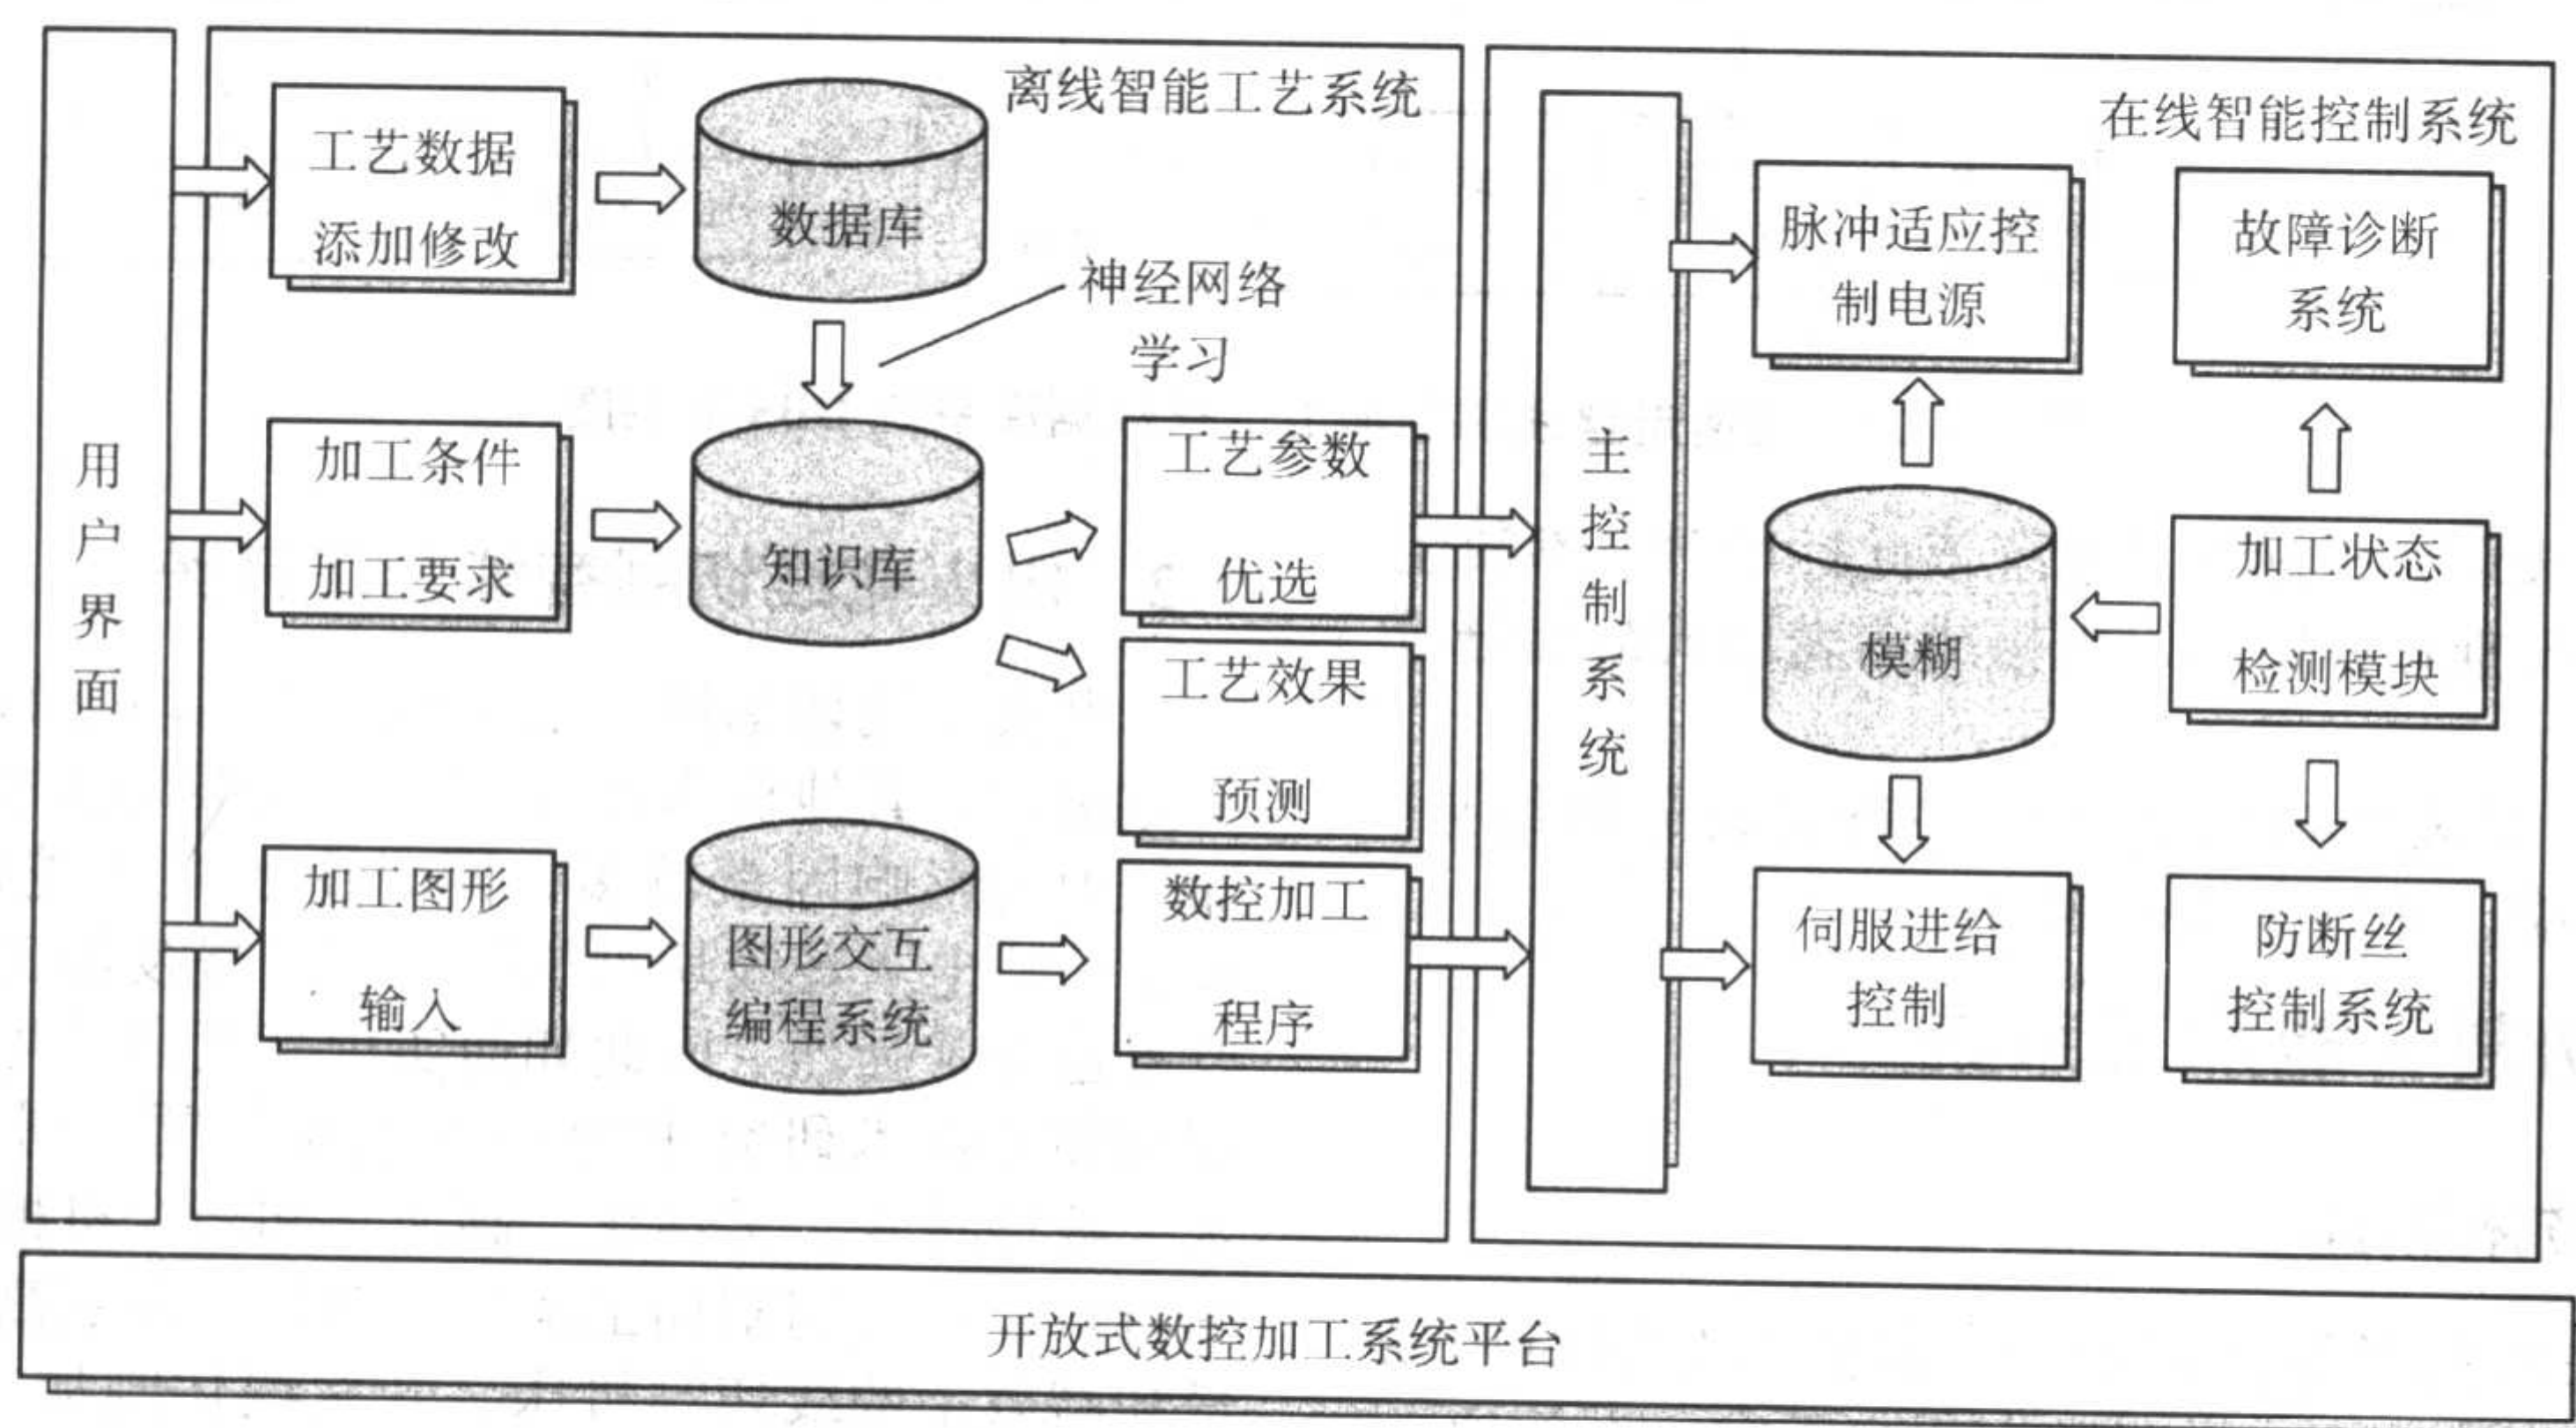 用户界面
离线智能工艺系统
工艺数据
添加修改
数据库
神经网络
学习
加工条件
加工要求
知识库
工艺参数
优选
工艺效果
预测
加工图形
输入
图形交互
编程系统
数控加工
程序
在线智能控制系统
主控制系统
脉冲适应控
制电源
故障诊断
系统
模糊
加工状态
检测模块
伺服进给
控制
防断丝
控制系统
开放式数控加工系统平台